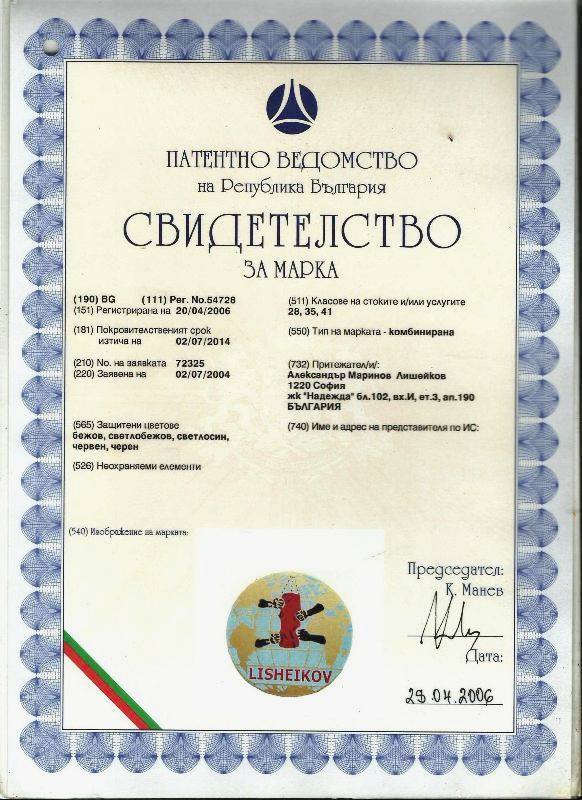 ПАТЕНТНО ВЕДОМСТВО
на Република България
СВИДЕТЕЛСТВО
ЗА МАРКА
(190) BG (111) Рег. No.54728
(151) Регистрирана на 20/04/2006
(181) Покровителственият срок
изтича на 02/07/2014
(210) No. на заявката 72325
(220) Заявена на 02/07/2004
(565) Защитени цветове
бежов, светлобежов, светлосин,
червен, черен
(526) Неохраняеми елементи
(511) Класове на стоките и/или услугите
28, 35, 41
(550) Тип на марката - комбинирана
(732) Притежател/и/:
Александър Маринов Лишейков
1220 София
жк "Надежда" бл.102, вх.И, ет.3, ап.190
БЪЛГАРИЯ
(740) Име и адрес на представителя по ИС:
(540) Изображение на марката:
LISHEIKOV
Председател:
К. Манев
Дата:
29.04.2006